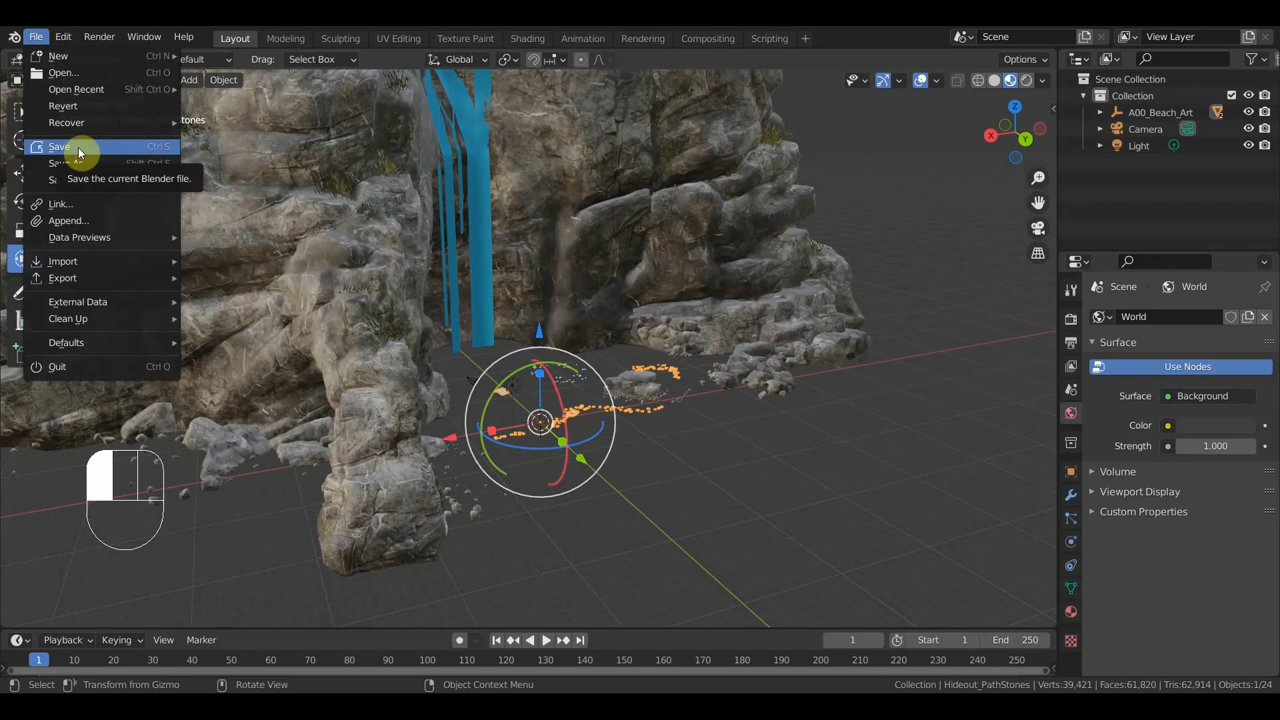 File Edit Render Window Help Layout Modeling Sculpting UV Editing Texture Paint Shading Animation Rendering Compositing Scripting + Scene View Layer
New Ctrl N
Open... Ctrl O
Open Recent Shift Ctrl O
Revert
Recover
Save Ctrl S
Save As Shift Ctrl S
Sa
Save the current Blender file.
Link...
Append...
Data Previews
Import
Export
External Data
Clean Up
Defaults
Quit Ctrl Q
efault Drag: Select Box Global Options
Add Object
tones
X
Y
Z
Scene Collection
Collection
A00_Beach_Art
Camera
Light
Scene World
World
Surface
Use Nodes
Surface Background
Color
Strength 1.000
Volume
Viewport Display
Custom Properties
Playback Keying View Marker 1 Start 1 End 250
1 10 20 30 40 50 60 70 80 90 100 110 120 130 140 150 160 170 180 190 200 210 220 230 240 250
Select Transform from Gizmo Rotate View Object Context Menu Collection | Hideout_PathStones | Verts:39,421 | Faces:61,820 | Tris:62,914 | Objects:1/24